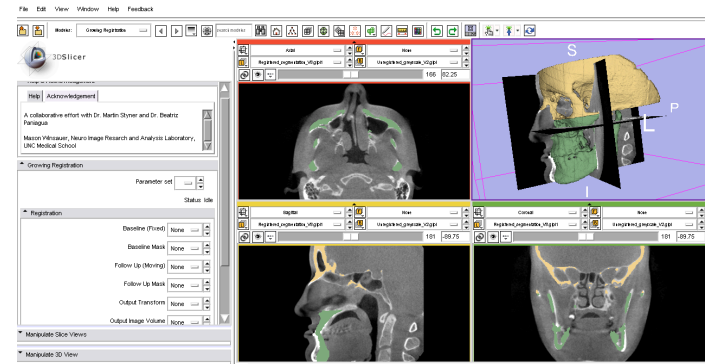 File Edit View Window Help Feedback
Modules: Growing Registration
3DSlicer
Help & Acknowledgement
Help Acknowledgement
A collaborative effort with Dr. Martin Styner and Dr. Beatriz
Paniagua
Mason Winsauer, Neuro Image Research and Analysis Laboratory,
UNC Medical School
Growing Registration
Parameter set
Status Idle
Registration
Baseline (Fixed) None
Baseline Mask None
Follow Up (Moving) None
Follow Up Mask None
Output Transform None
Output Image Volume None
Manipulate Slice Views
Manipulate 3D View
Axial None
166 82.25
S
P
L
I
Sagittal None
181 -89.75
Coronal None
181 -89.75